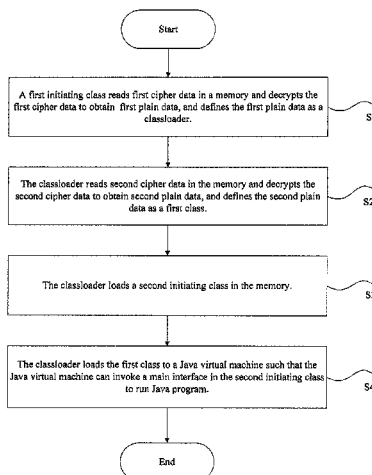 Start
A first initiating class reads first cipher data in a memory and decrypts the
first cipher data to obtain first plain data, and defines the first plain data as a
classloader.
S
The classloader reads second cipher data in the memory and decrypts the
second cipher data to obtain second plain data, and defines the second plain
data as a first class.
S2
The classloader loads a second initiating class in the memory.
S
The classloader loads the first class to a Java virtual machine such that the
Java virtual machine can invoke a main interface in the second initiating class
to run Java program.
S4
End